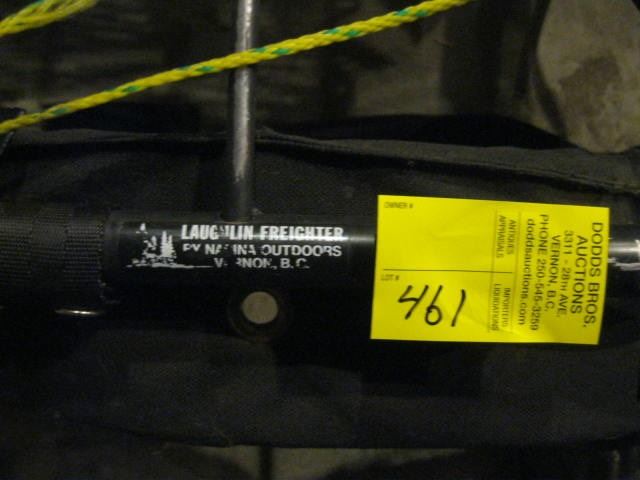 LAUGHLIN FREIGHTER
BY NAHINA OUTDOORS
VERNON, B.C.
OWNER #
LOT #
461
ANTIQUES
APPRAISALS
IMPORTERS
LIQUIDATIONS
DODDS BROS.
AUCTIONS
3311 - 28TH AVE.
VERNON, B.C.
PHONE 250-545-3259
doddsauctions.com